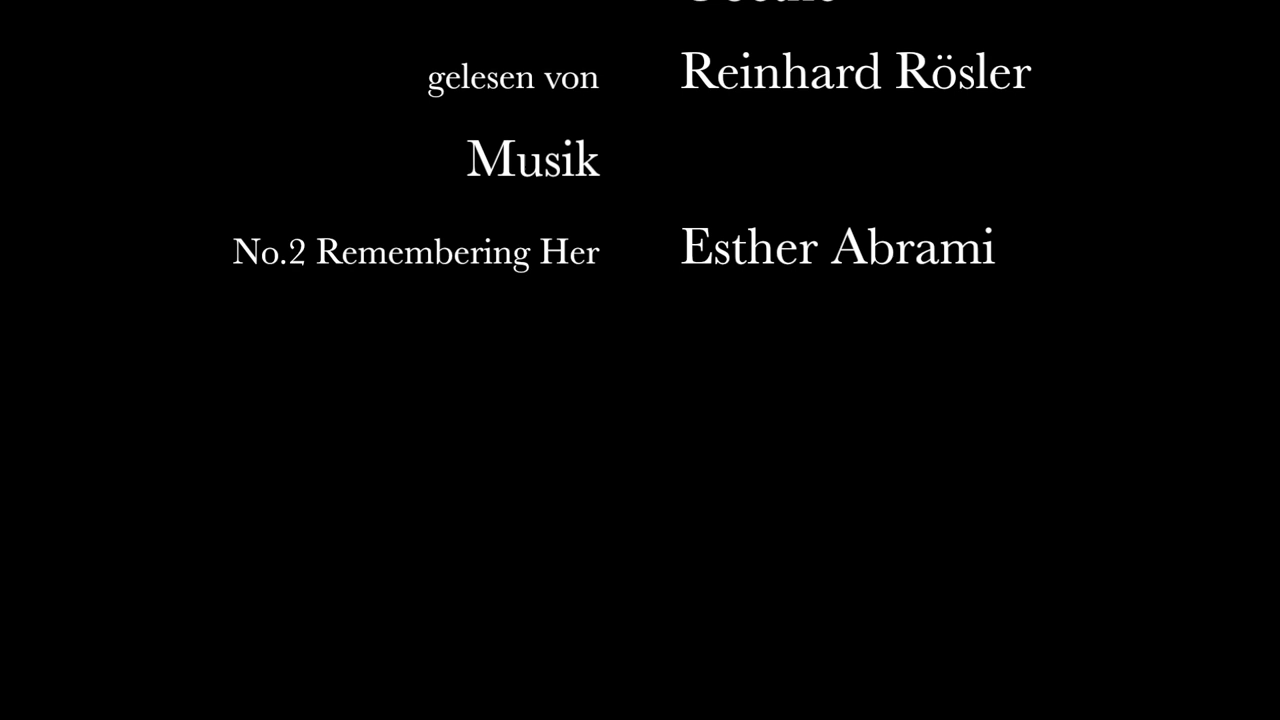 gelesen von Reinhard Rösler
Musik
No.2 Remembering Her Esther Abrami